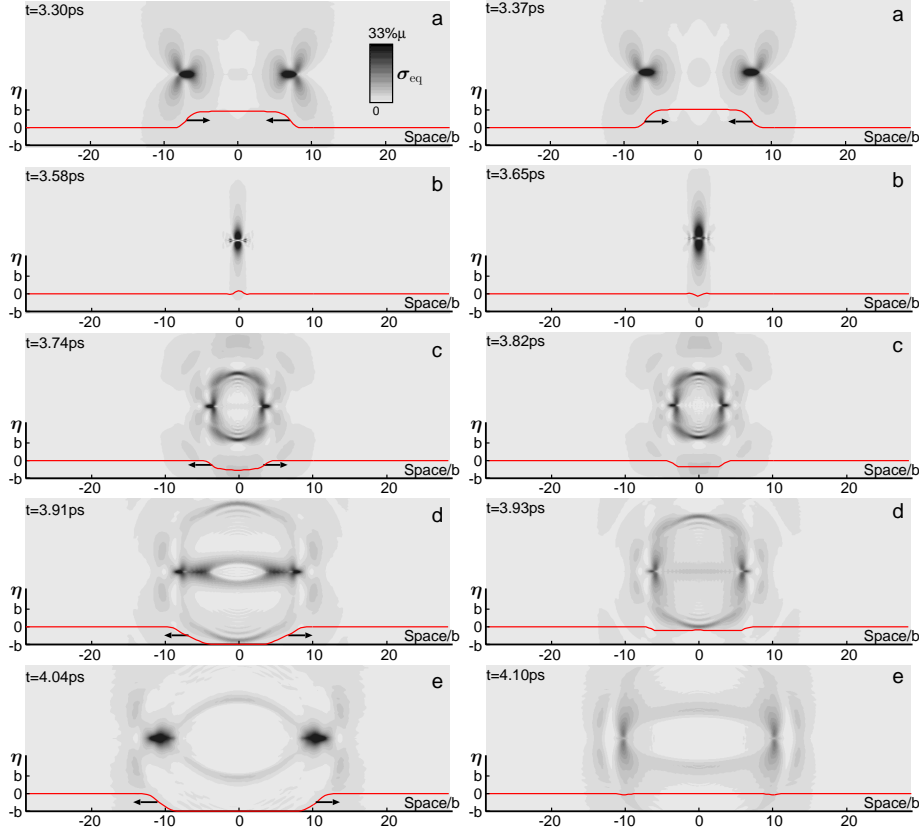 t=3.30ps
a
33%μ
σeq
0
η
b
0
-b
Space/b
-20 -10 0 10 20
t=3.37ps
a
η
b
0
-b
Space/b
-20 -10 0 10 20
t=3.58ps
b
η
b
0
-b
Space/b
-20 -10 0 10 20
t=3.65ps
b
η
b
0
-b
Space/b
-20 -10 0 10 20
t=3.74ps
c
η
b
0
-b
Space/b
-20 -10 0 10 20
t=3.82ps
c
η
b
0
-b
Space/b
-20 -10 0 10 20
t=3.91ps
d
η
b
0
-b
Space/b
-20 -10 0 10 20
t=3.93ps
d
η
b
0
-b
Space/b
-20 -10 0 10 20
t=4.04ps
e
η
b
0
-b
Space/b
-20 -10 0 10 20
t=4.10ps
e
η
b
0
-b
Space/b
-20 -10 0 10 20